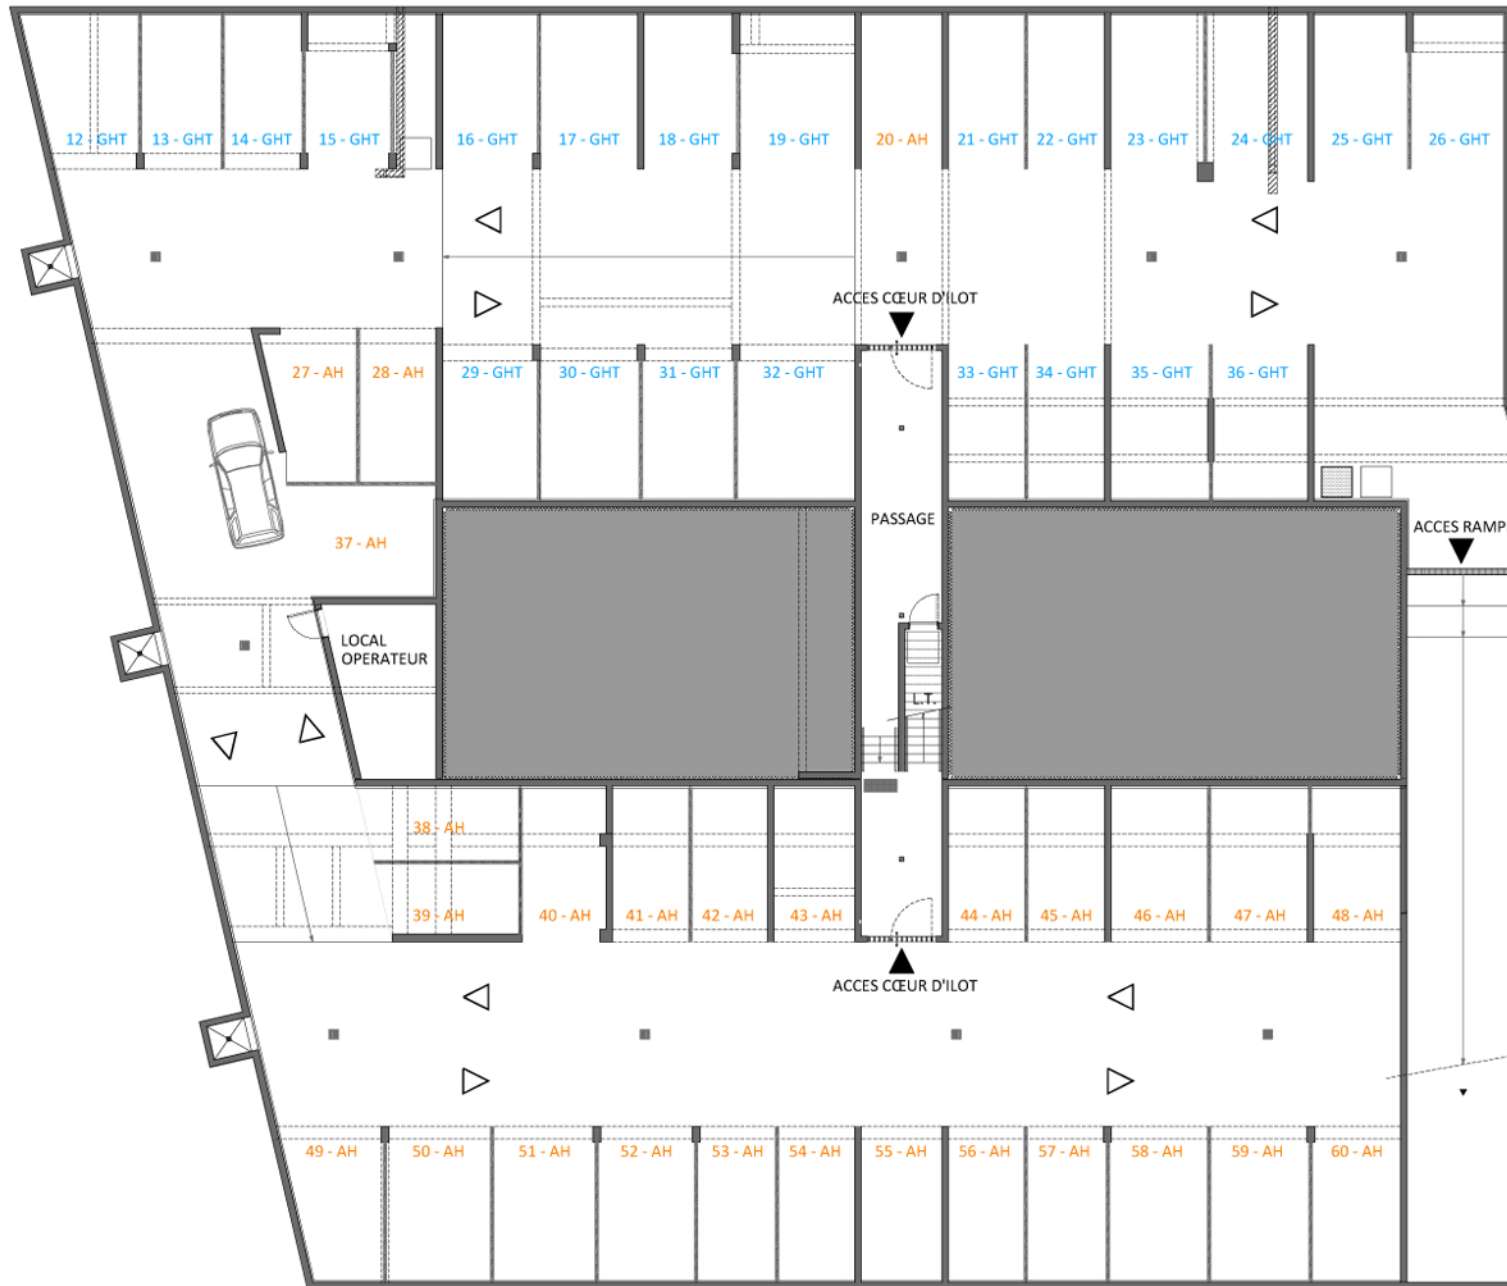 12 - GHT
13 - GHT
14 - GHT
15 - GHT
16 - GHT
17 - GHT
18 - GHT
19 - GHT
20 - AH
21 - GHT
22 - GHT
23 - GHT
24 - GHT
25 - GHT
26 - GHT
ACCES CŒUR D'ILOT
27 - AH
28 - AH
29 - GHT
30 - GHT
31 - GHT
32 - GHT
33 - GHT
34 - GHT
35 - GHT
36 - GHT
PASSAGE
ACCES RAMP
37 - AH
LOCAL
OPERATEUR
L.T.
38 - AH
39 - AH
40 - AH
41 - AH
42 - AH
43 - AH
44 - AH
45 - AH
46 - AH
47 - AH
48 - AH
ACCES CŒUR D'ILOT
49 - AH
50 - AH
51 - AH
52 - AH
53 - AH
54 - AH
55 - AH
56 - AH
57 - AH
58 - AH
59 - AH
60 - AH